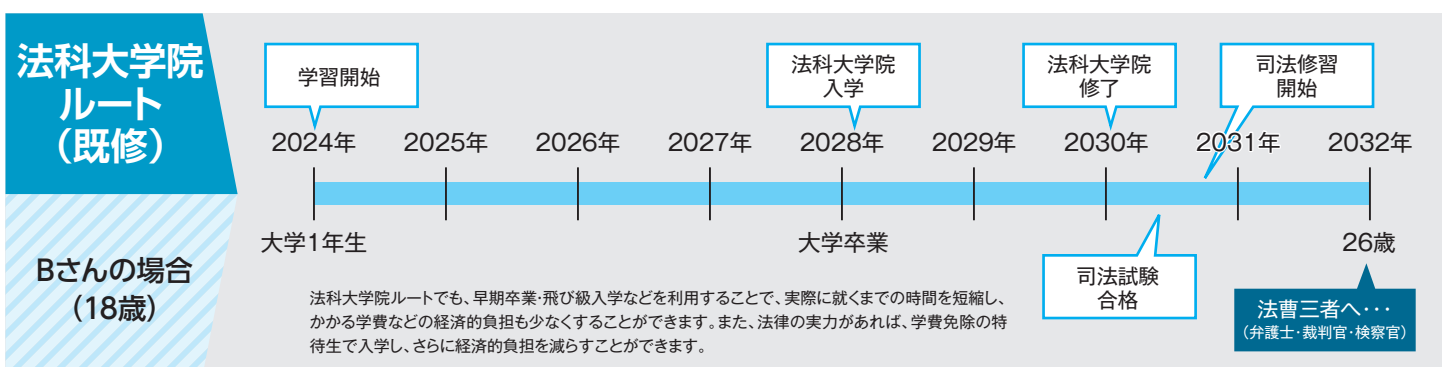 法科大学院
ルート
（既修）
Bさんの場合
（18歳）
学習開始
法科大学院
入学
法科大学院
修了
司法修習
開始
2024年 2025年 2026年 2027年 2028年 2029年 2030年 2031年 2032年
大学1年生
大学卒業
26歳
司法試験
合格
法曹三者へ・・・
（弁護士・裁判官・検察官）
法科大学院ルートでも、早期卒業・飛び級入学などを利用することで、実際に就くまでの時間を短縮し、
かかる学費などの経済的負担も少なくすることができます。また、法律の実力があれば、学費免除の特
待生で入学し、さらに経済的負担を減らすことができます。